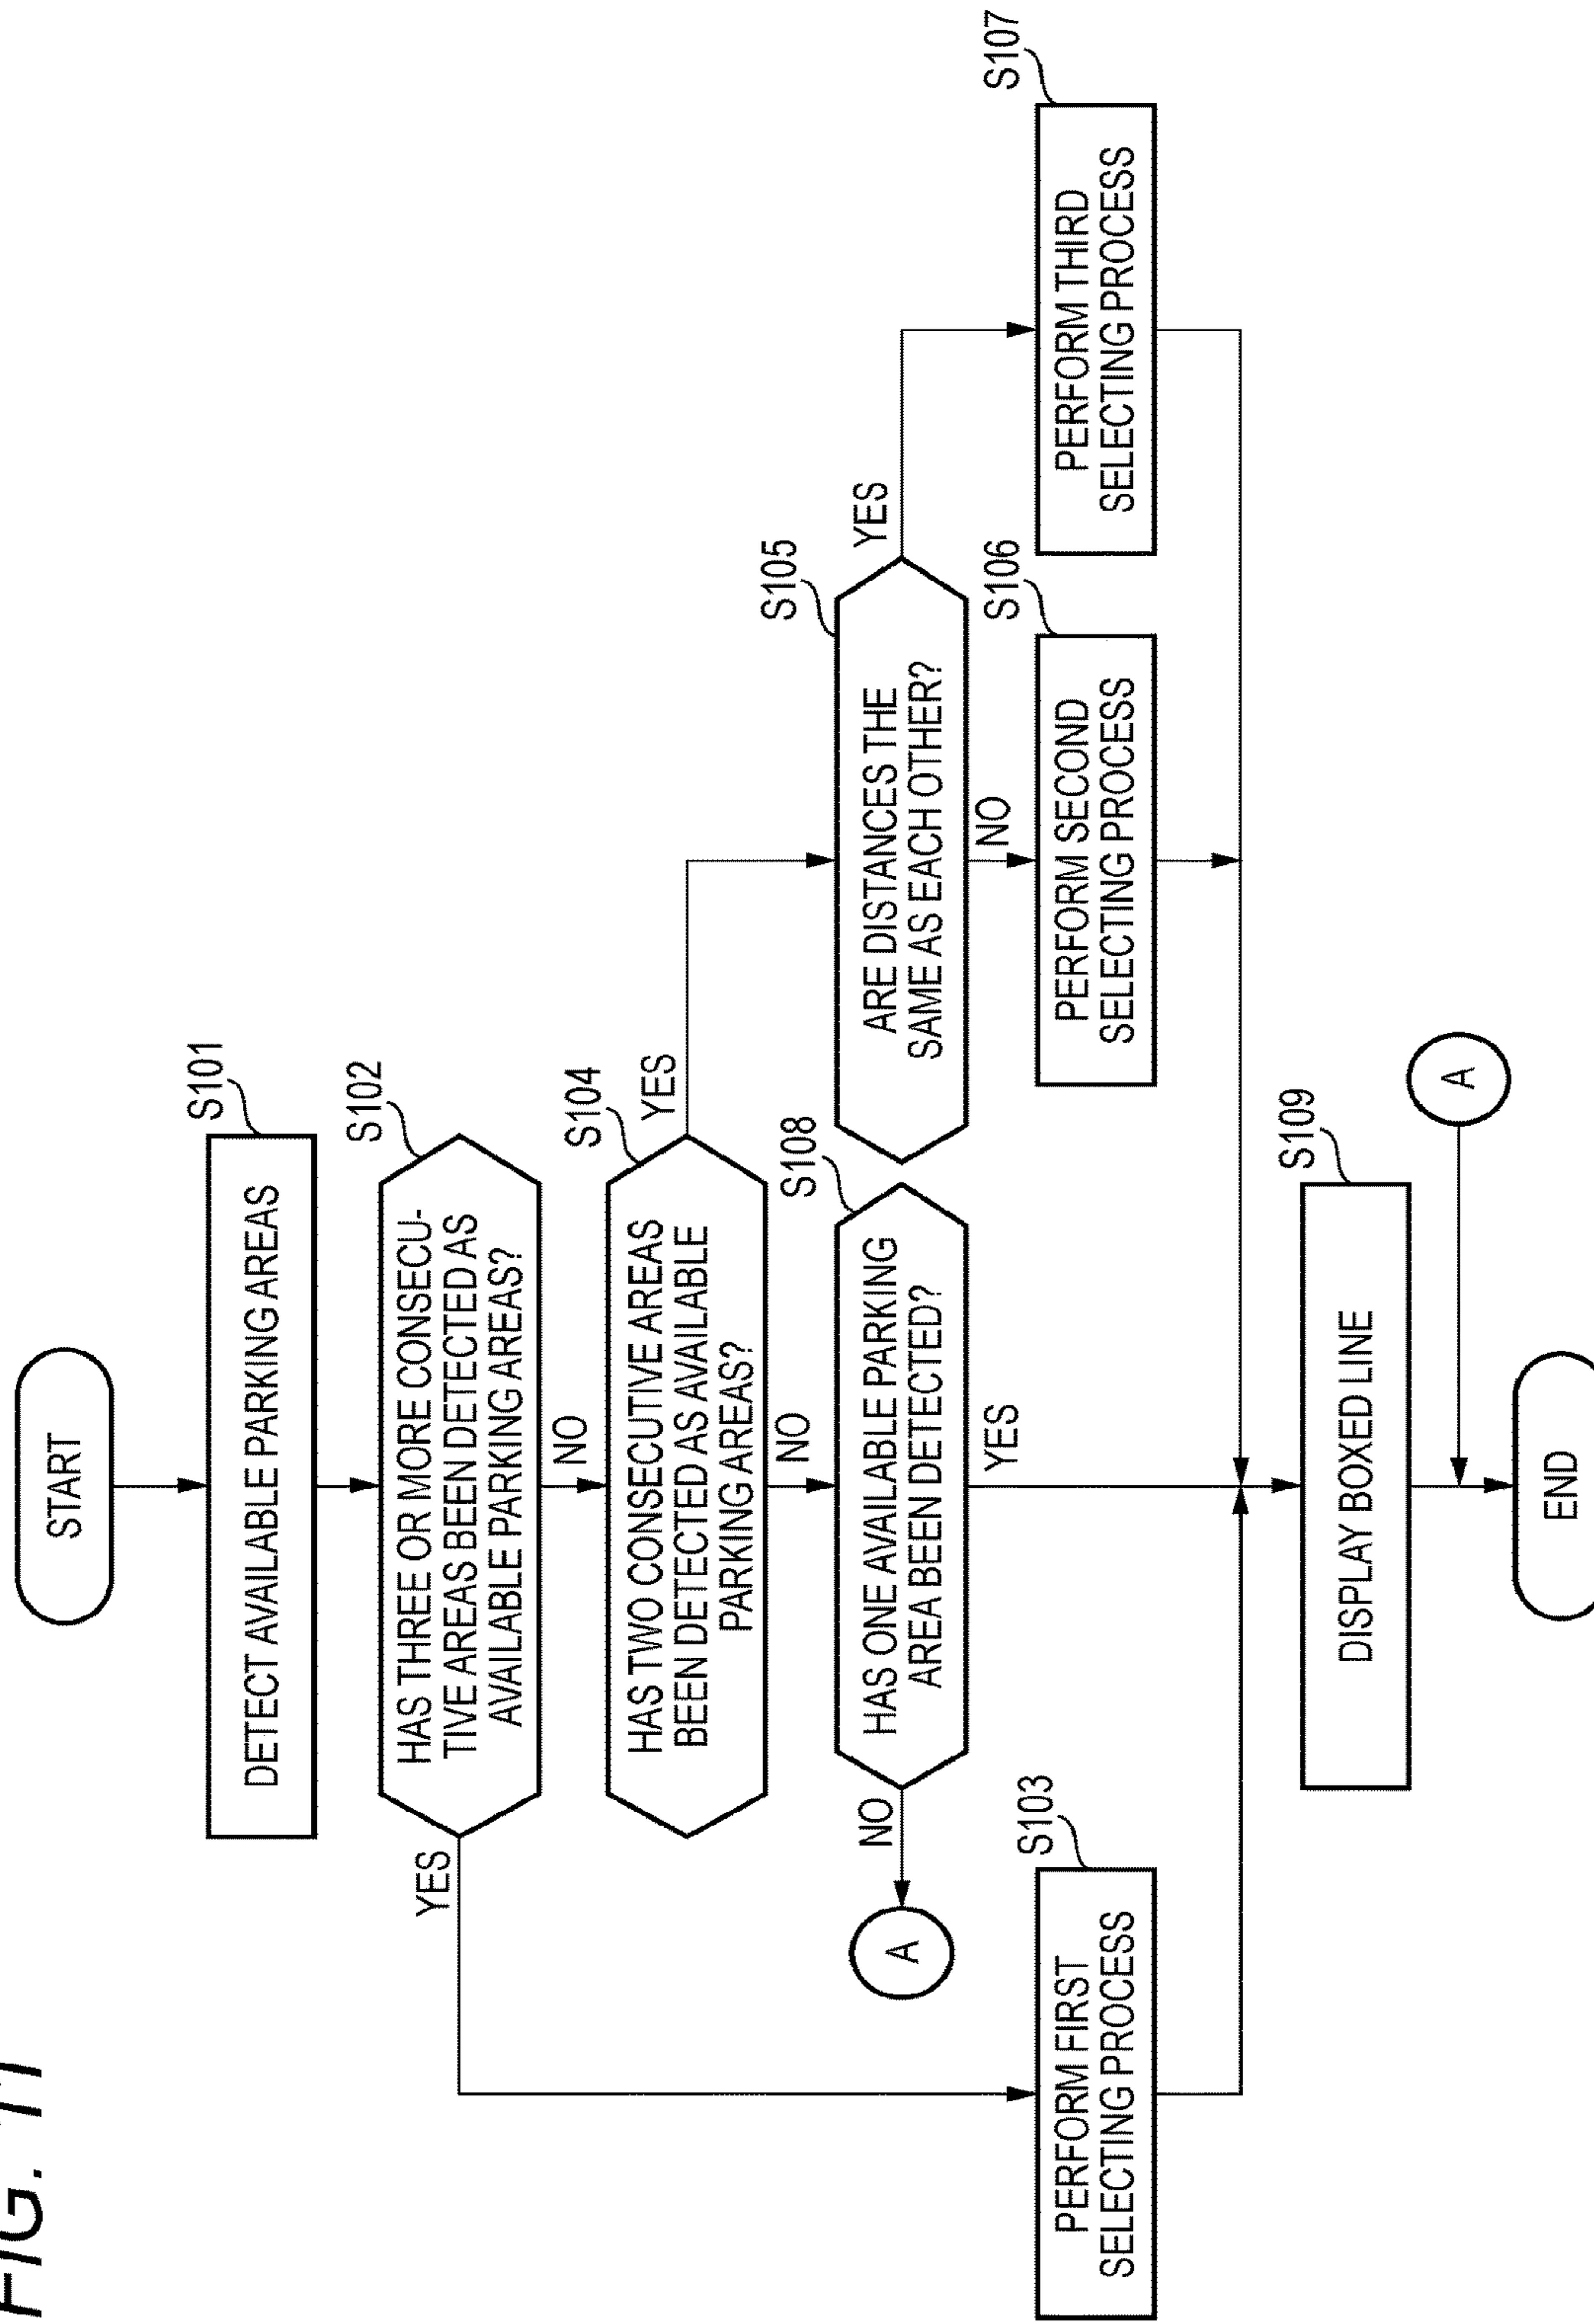 FIG. 11
START
S101
DETECT AVAILABLE PARKING AREAS
S102
HAS THREE OR MORE CONSECU-
TIVE AREAS BEEN DETECTED AS
AVAILABLE PARKING AREAS?
YES
NO
S104
HAS TWO CONSECUTIVE AREAS
BEEN DETECTED AS AVAILABLE
PARKING AREAS?
YES
NO
S108
HAS ONE AVAILABLE PARKING
AREA BEEN DETECTED?
NO
A
YES
S105
ARE DISTANCES THE
SAME AS EACH OTHER?
YES
NO
S103
PERFORM FIRST
SELECTING PROCESS
S106
PERFORM SECOND
SELECTING PROCESS
S107
PERFORM THIRD
SELECTING PROCESS
S109
DISPLAY BOXED LINE
A
END